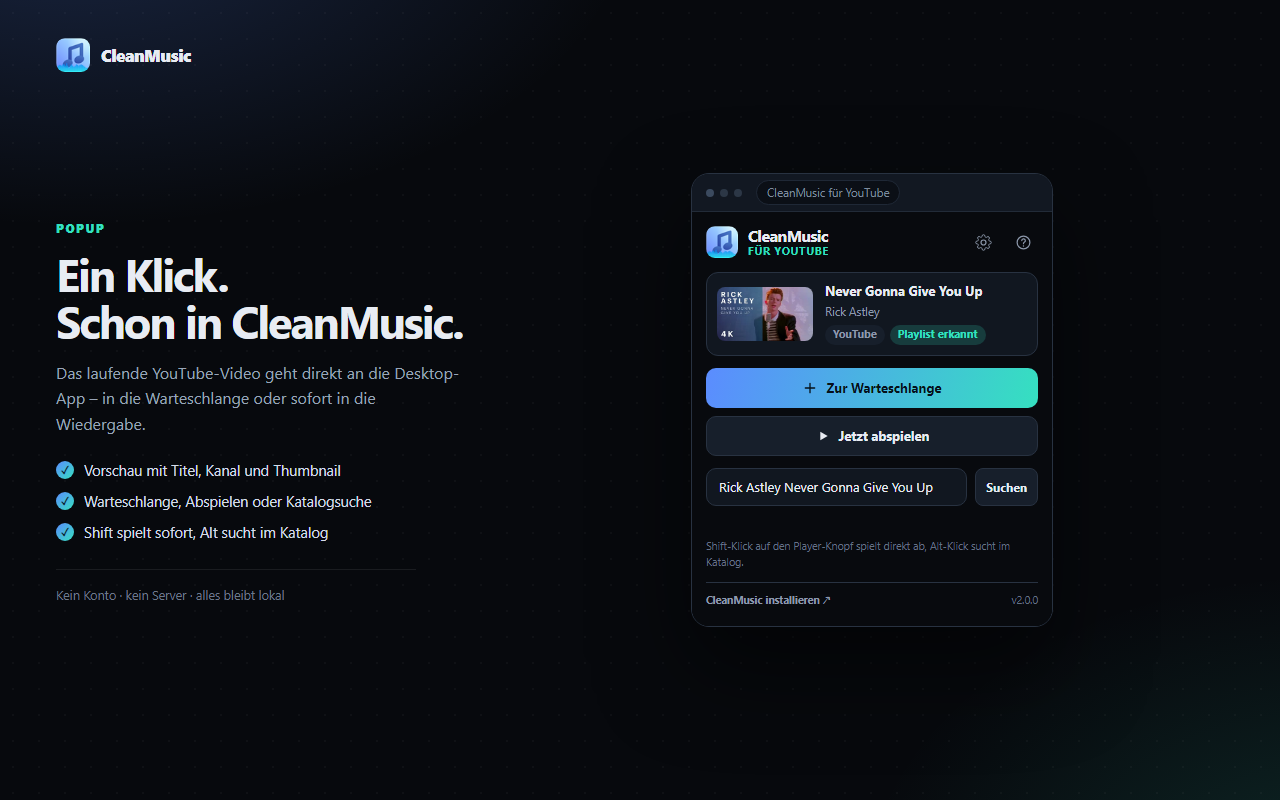 CleanMusic
POPUP
Ein Klick.
Schon in CleanMusic.
Das laufende YouTube-Video geht direkt an die Desktop-
App – in die Warteschlange oder sofort in die
Wiedergabe.
Vorschau mit Titel, Kanal und Thumbnail
Warteschlange, Abspielen oder Katalogsuche
Shift spielt sofort, Alt sucht im Katalog
Kein Konto · kein Server · alles bleibt lokal
CleanMusic für YouTube
CleanMusic
FÜR YOUTUBE
RICK
ASTLEY
NEVER GONNA
GIVE YOU UP
4K
Never Gonna Give You Up
Rick Astley
YouTube
Playlist erkannt
+ Zur Warteschlange
Jetzt abspielen
Rick Astley Never Gonna Give You Up
Suchen
Shift-Klick auf den Player-Knopf spielt direkt ab, Alt-Klick sucht im
Katalog.
CleanMusic installieren ↗
v2.0.0